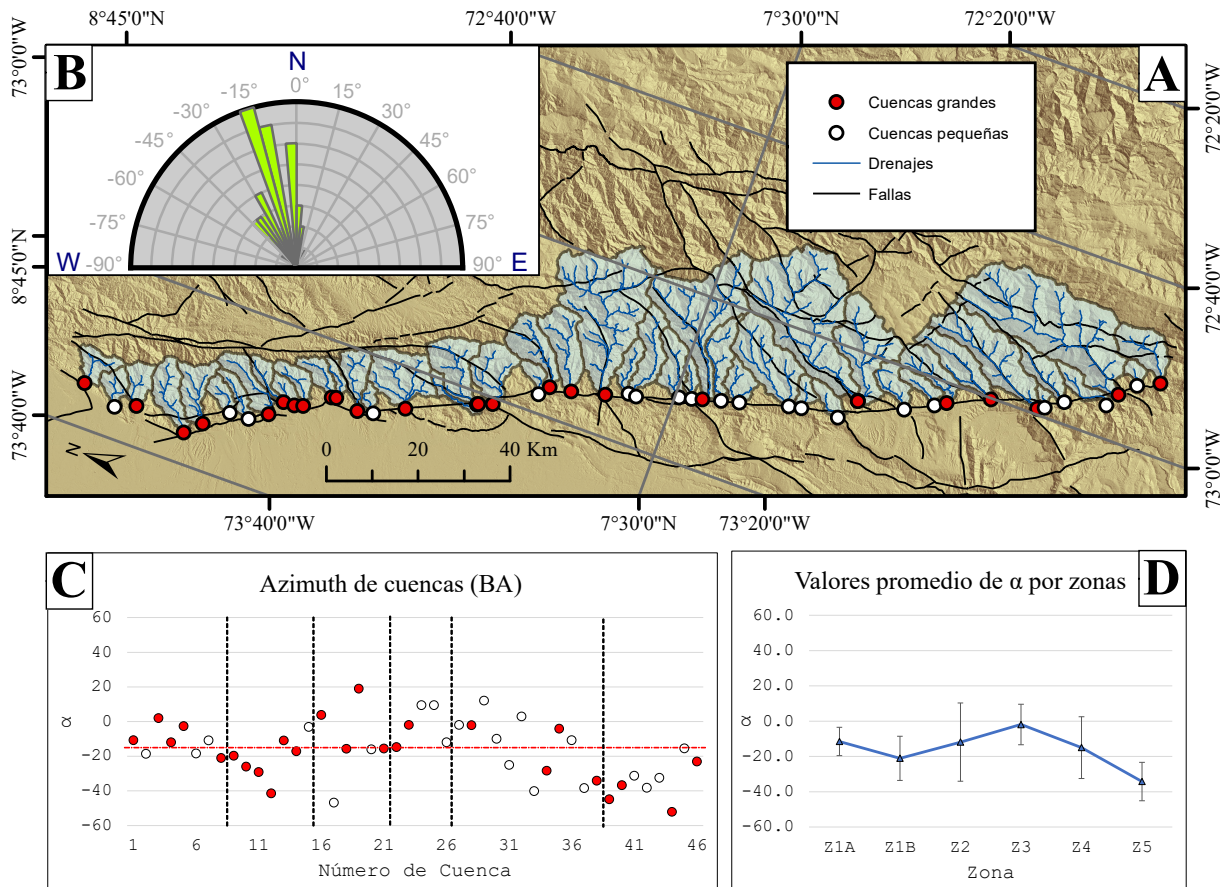 8°45'0"N
72°40'0"W
7°30'0"N
72°20'0"W
73°0'0"W
8°45'0"N
73°40'0"W
72°20'0"W
72°40'0"W
73°0'0"W
73°40'0"W
7°30'0"N
73°20'0"W
B
N
0°
-15°
15°
-30°
30°
-45°
45°
-60°
60°
-75°
75°
W
-90°
90°
E
A
Cuencas grandes
Cuencas pequeñas
Drenajes
Fallas
N
0
20
40 Km
C
Azimuth de cuencas (BA)
60
40
20
0
-20
-40
-60
α
1
6
11
16
21
26
31
36
41
46
Número de Cuenca
D
Valores promedio de α por zonas
60.0
40.0
20.0
0.0
-20.0
-40.0
-60.0
α
Z1A
Z1B
Z2
Z3
Z4
Z5
Zona